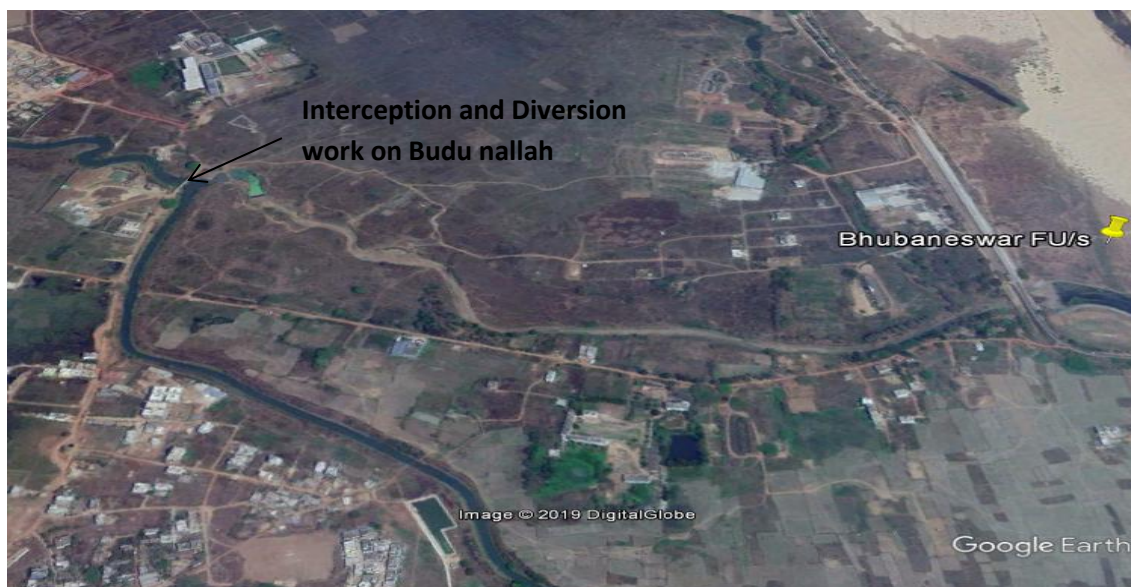 Interception and Diversion
work on Budu nallah
Bhubaneswar FU/s
Image © 2019 DigitalGlobe
Google Earth